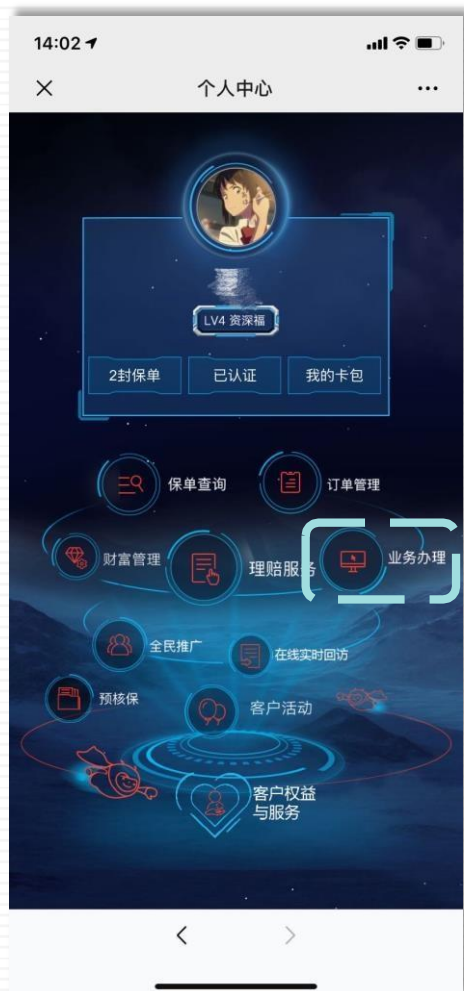 14:02
个人中心
LV4 资深福
2封保单
已认证
我的卡包
保单查询
订单管理
财富管理
理赔服务
业务办理
全民推广
在线实时回访
预核保
客户活动
客户权益
与服务